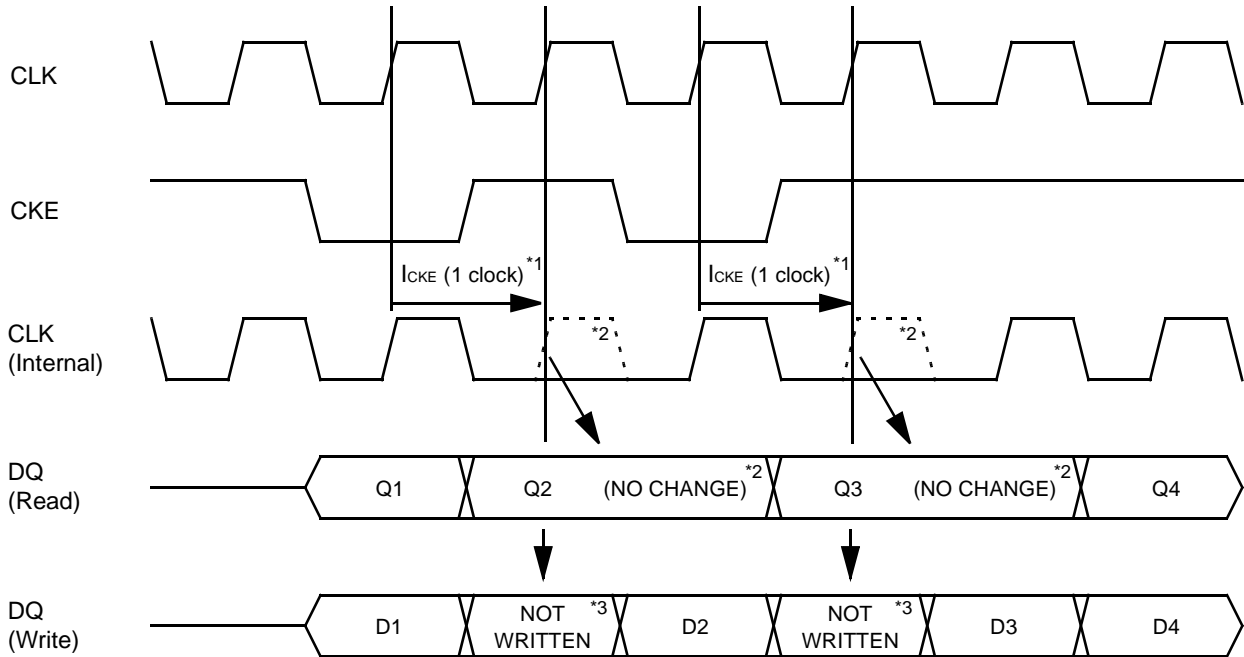 CLK
CKE
ICKE (1 clock) *1
ICKE (1 clock) *1
CLK
(Internal)
*2
*2
DQ
(Read)
Q1
Q2
(NO CHANGE) *2
Q3
(NO CHANGE) *2
Q4
DQ
(Write)
D1
NOT *3
WRITTEN
D2
NOT *3
WRITTEN
D3
D4